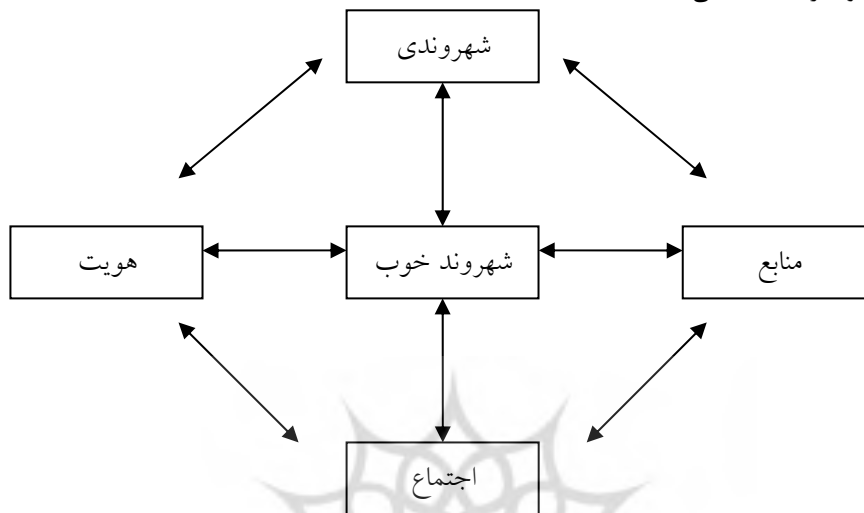 شهروندی
منابع
شهروند خوب
هویت
اجتماع